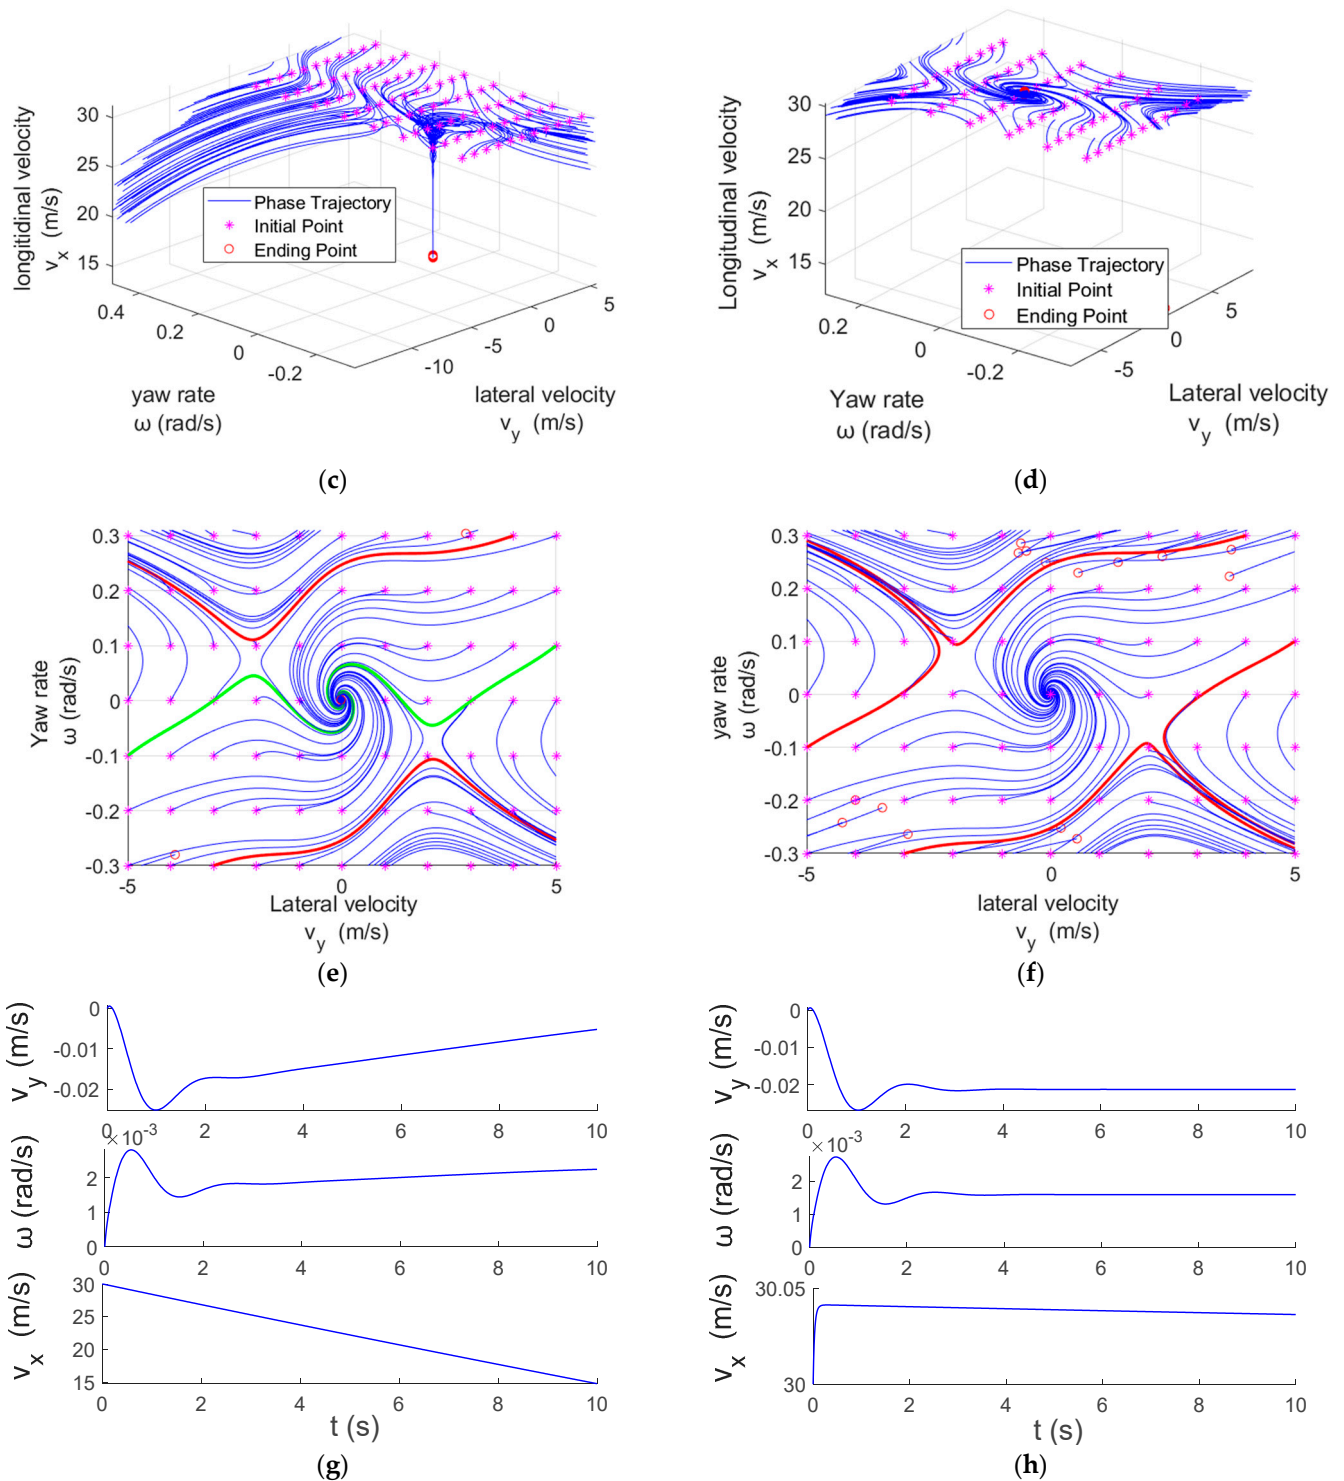 30
25
20
15
longitidinal velocity
v_x (m/s)
Phase Trajectory
Initial Point
Ending Point
0.4
0.2
0
-0.2
-10
-5
0
5
yaw rate
ω (rad/s)
lateral velocity
v_y (m/s)
(c)
30
25
20
15
Longitudinal velocity
v_x (m/s)
Phase Trajectory
Initial Point
Ending Point
0.2
0
-0.2
-5
0
5
Yaw rate
ω (rad/s)
Lateral velocity
v_y (m/s)
(d)
0.3
0.2
0.1
0
-0.1
-0.2
-0.3
Yaw rate
ω (rad/s)
-5
0
5
Lateral velocity
v_y (m/s)
(e)
0.3
0.2
0.1
0
-0.1
-0.2
-0.3
yaw rate
ω (rad/s)
-5
0
5
lateral velocity
v_y (m/s)
(f)
v_y (m/s)
0
-0.01
-0.02
0 2 4 6 8 10
×10^-3
ω (rad/s)
2
1
0
0 2 4 6 8 10
v_x (m/s)
30
25
20
15
0 2 4 6 8 10
t (s)
(g)
v_y (m/s)
0
-0.01
-0.02
0 2 4 6 8 10
×10^-3
ω (rad/s)
2
1
0
0 2 4 6 8 10
v_x (m/s)
30.05
30
0 2 4 6 8 10
t (s)
(h)